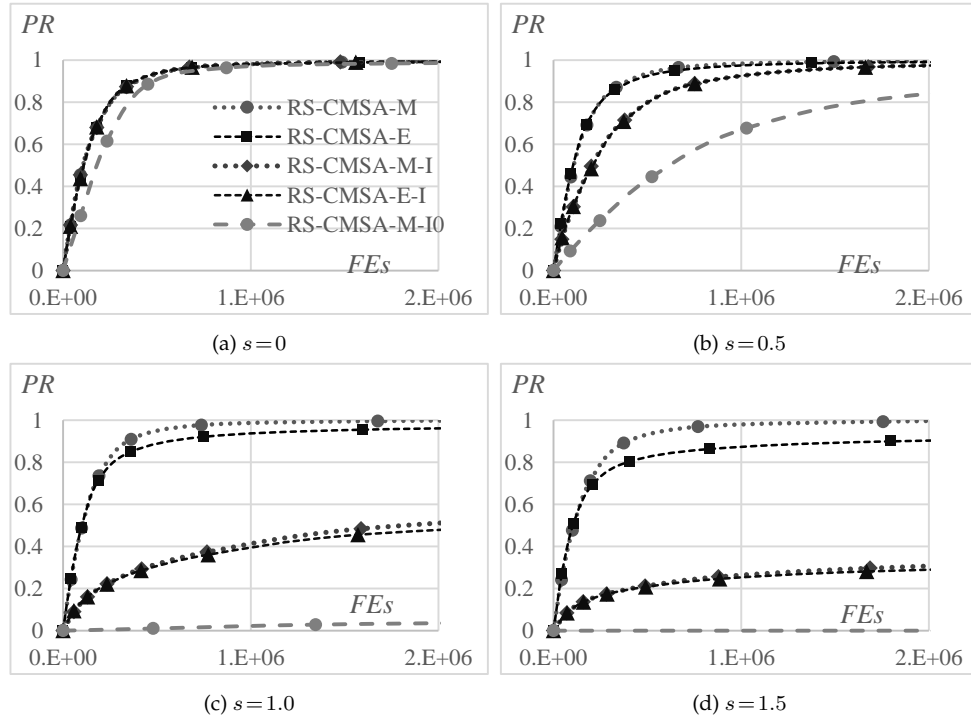 PR
1
0.8
0.6
0.4
0.2
0
0.E+00
1.E+06
2.E+06
FEs
RS-CMSA-M
RS-CMSA-E
RS-CMSA-M-I
RS-CMSA-E-I
RS-CMSA-M-I0
(a) s=0
PR
1
0.8
0.6
0.4
0.2
0
0.E+00
1.E+06
2.E+06
FEs
(b) s=0.5
PR
1
0.8
0.6
0.4
0.2
0
0.E+00
1.E+06
2.E+06
FEs
(c) s=1.0
PR
1
0.8
0.6
0.4
0.2
0
0.E+00
1.E+06
2.E+06
FEs
(d) s=1.5